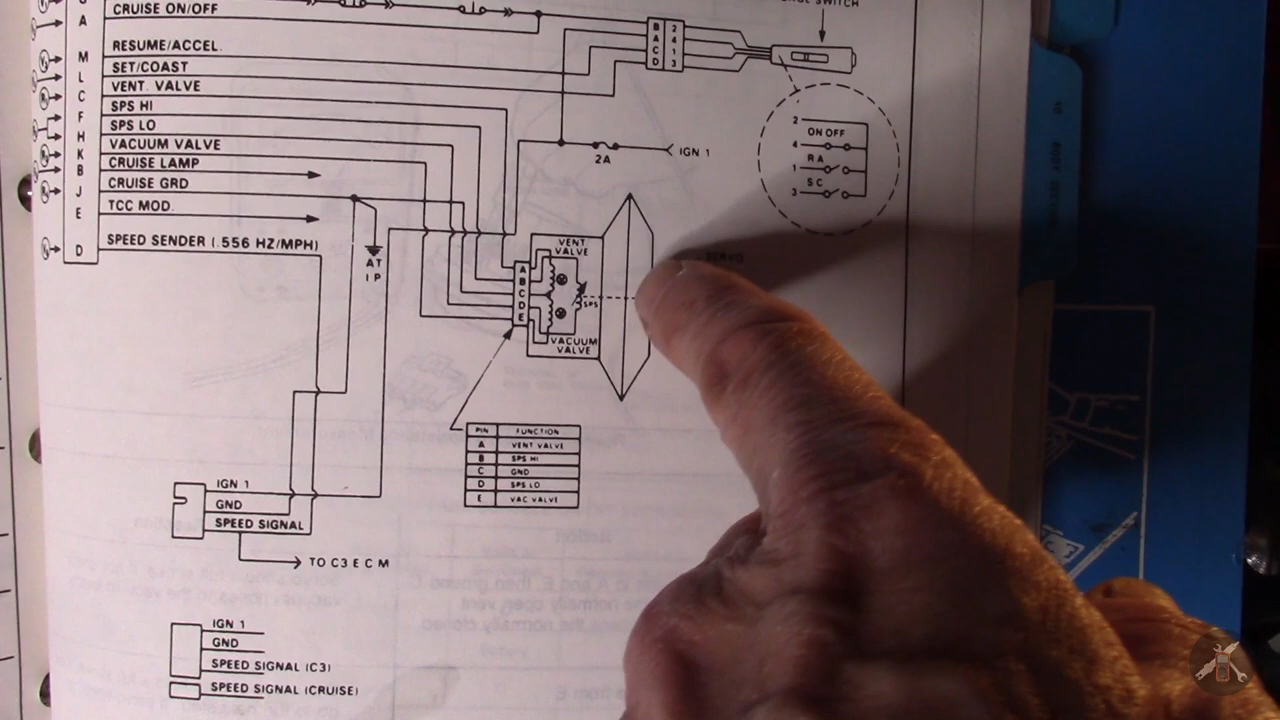 CRUISE ON/OFF
A
RESUME/ACCEL.
M
SET/COAST
L
VENT. VALVE
C
SPS HI
F
SPS LO
H
VACUUM VALVE
K
CRUISE LAMP
B
CRUISE GRD
J
TCC MOD.
E
SPEED SENDER (.556 HZ/MPH)
D
SWITCH
B 2
A 4
C 1
D 3
2
ON OFF
4
R A
1
S C
3
2A
IGN 1
AT
I P
VENT
VALVE
A
B
C
D
E
SPS
VACUUM
VALVE
SERVO
PIN FUNCTION
A VENT VALVE
B SPS HI
C GND
D SPS LO
E VAC VALVE
IGN 1
GND
SPEED SIGNAL
TO C3 E C M
IGN 1
GND
SPEED SIGNAL (C3)
SPEED SIGNAL (CRUISE)